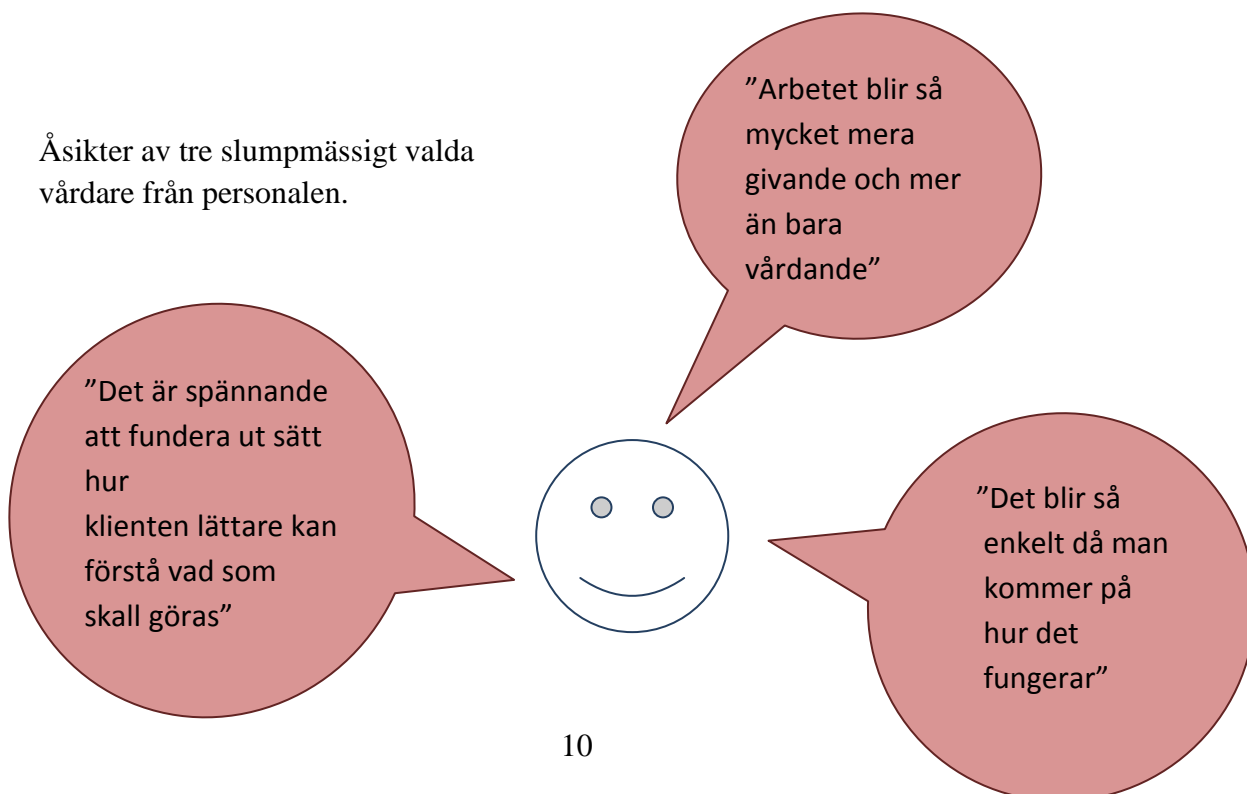 Åsikter av tre slumpmässigt valda
vårdare från personalen.
”Arbetet blir så
mycket mera
givande och mer
än bara
vårdande”
”Det är spännande
att fundera ut sätt
hur
klienten lättare kan
förstå vad som
skall göras”
”Det blir så
enkelt då man
kommer på
hur det
fungerar”
10